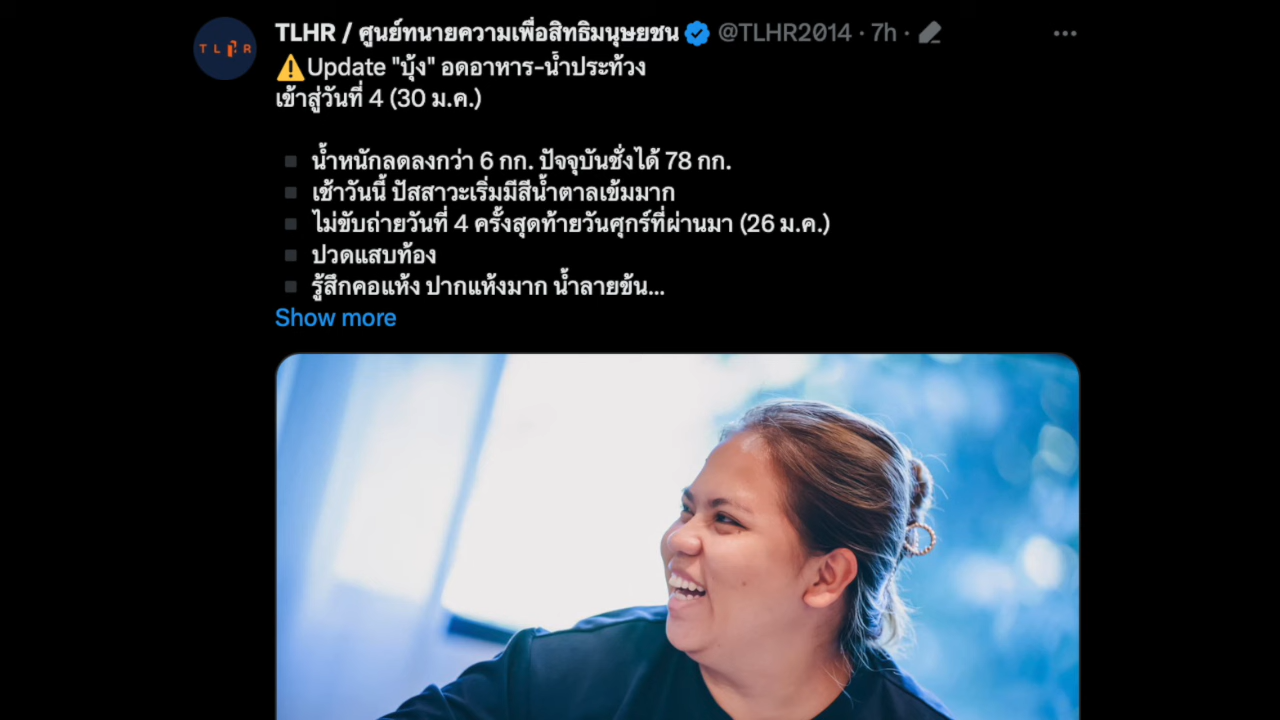 TLHR
TLHR / ศูนย์ทนายความเพื่อสิทธิมนุษยชน @TLHR2014 · 7h ·
⚠️Update "บุ้ง" อดอาหาร-น้ำประท้วง
เข้าสู่วันที่ 4 (30 ม.ค.)
▪️ น้ำหนักลดลงกว่า 6 กก. ปัจจุบันชั่งได้ 78 กก.
▪️ เช้าวันนี้ ปัสสาวะเริ่มมีสีน้ำตาลเข้มมาก
▪️ ไม่ขับถ่ายวันที่ 4 ครั้งสุดท้ายวันศุกร์ที่ผ่านมา (26 ม.ค.)
▪️ ปวดแสบท้อง
▪️ รู้สึกคอแห้ง ปากแห้งมาก น้ำลายข้น...
Show more